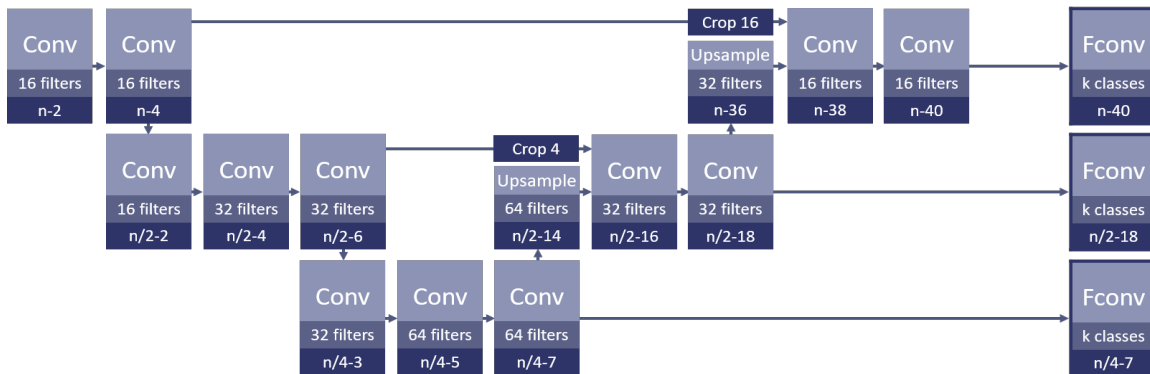 Conv
16 filters
n-2
Conv
16 filters
n-4
Crop 16
Upsample
32 filters
n-36
Conv
16 filters
n-38
Conv
16 filters
n-40
Fconv
k classes
n-40
Conv
16 filters
n/2-2
Conv
32 filters
n/2-4
Conv
32 filters
n/2-6
Crop 4
Upsample
64 filters
n/2-14
Conv
32 filters
n/2-16
Conv
32 filters
n/2-18
Fconv
k classes
n/2-18
Conv
32 filters
n/4-3
Conv
64 filters
n/4-5
Conv
64 filters
n/4-7
Fconv
k classes
n/4-7